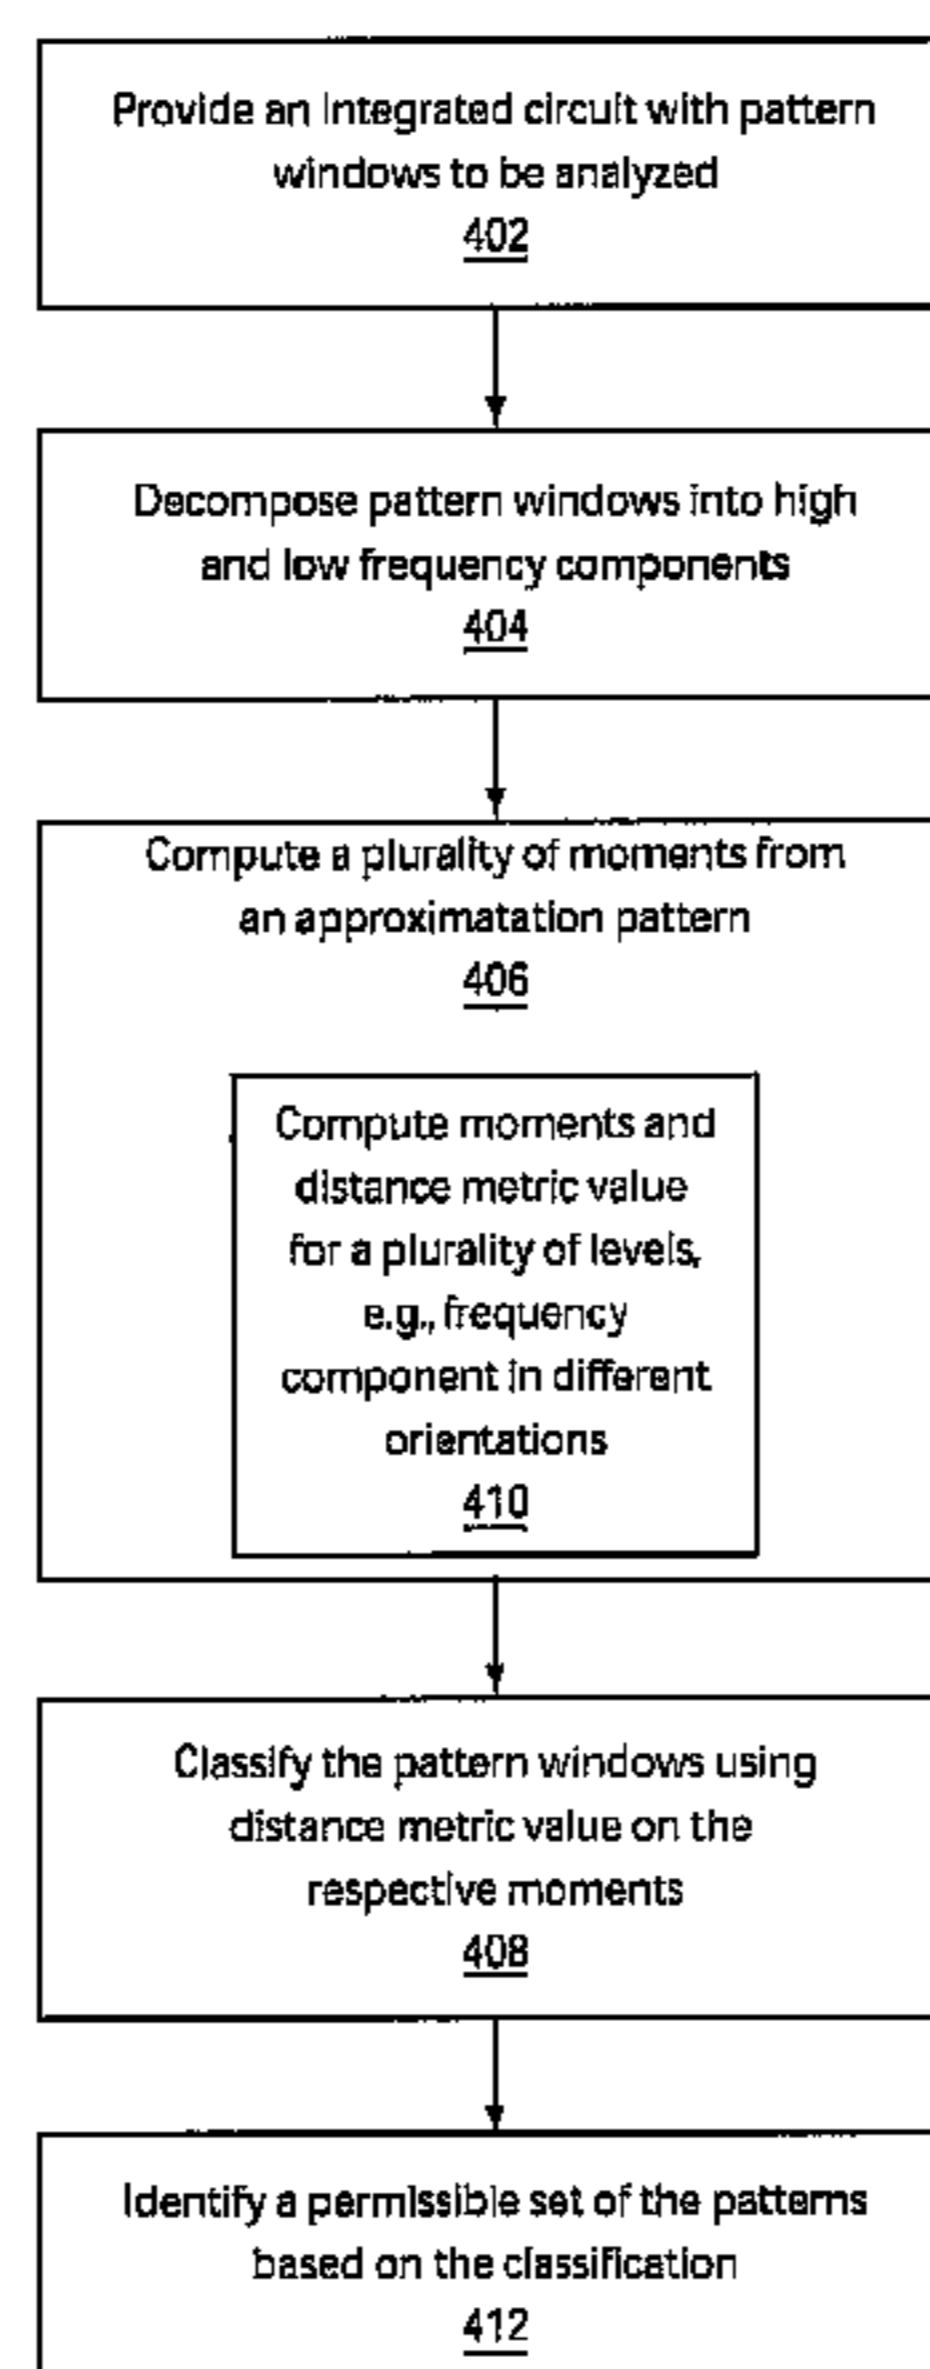 Provide an integrated circuit with pattern
windows to be analyzed
402
Decompose pattern windows into high
and low frequency components
404
Compute a plurality of moments from
an approximatation pattern
406
Compute moments and
distance metric value
for a plurality of levels,
e.g., frequency
component in different
orientations
410
Classify the pattern windows using
distance metric value on the
respective moments
408
Identify a permissible set of the patterns
based on the classification
412